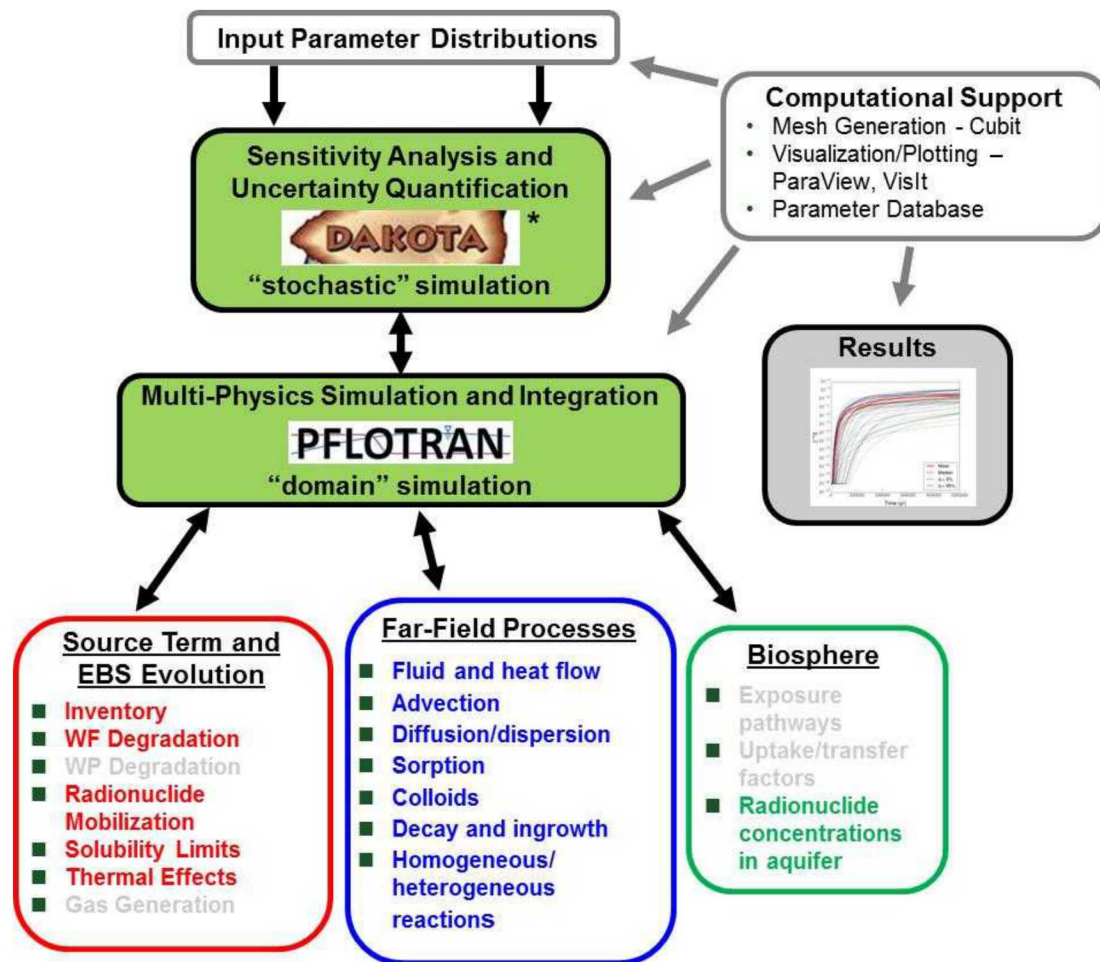 Input Parameter Distributions
Computational Support
• Mesh Generation - Cubit
• Visualization/Plotting –
ParaView, VisIt
• Parameter Database
Sensitivity Analysis and
Uncertainty Quantification
DAKOTA *
“stochastic” simulation
Multi-Physics Simulation and Integration
PFLOTRAN
“domain” simulation
Results
Mean
Median
Time (yr)
Source Term and
EBS Evolution
Inventory
WF Degradation
WP Degradation
Radionuclide
Mobilization
Solubility Limits
Thermal Effects
Gas Generation
Far-Field Processes
Fluid and heat flow
Advection
Diffusion/dispersion
Sorption
Colloids
Decay and ingrowth
Homogeneous/
heterogeneous
reactions
Biosphere
Exposure
pathways
Uptake/transfer
factors
Radionuclide
concentrations
in aquifer